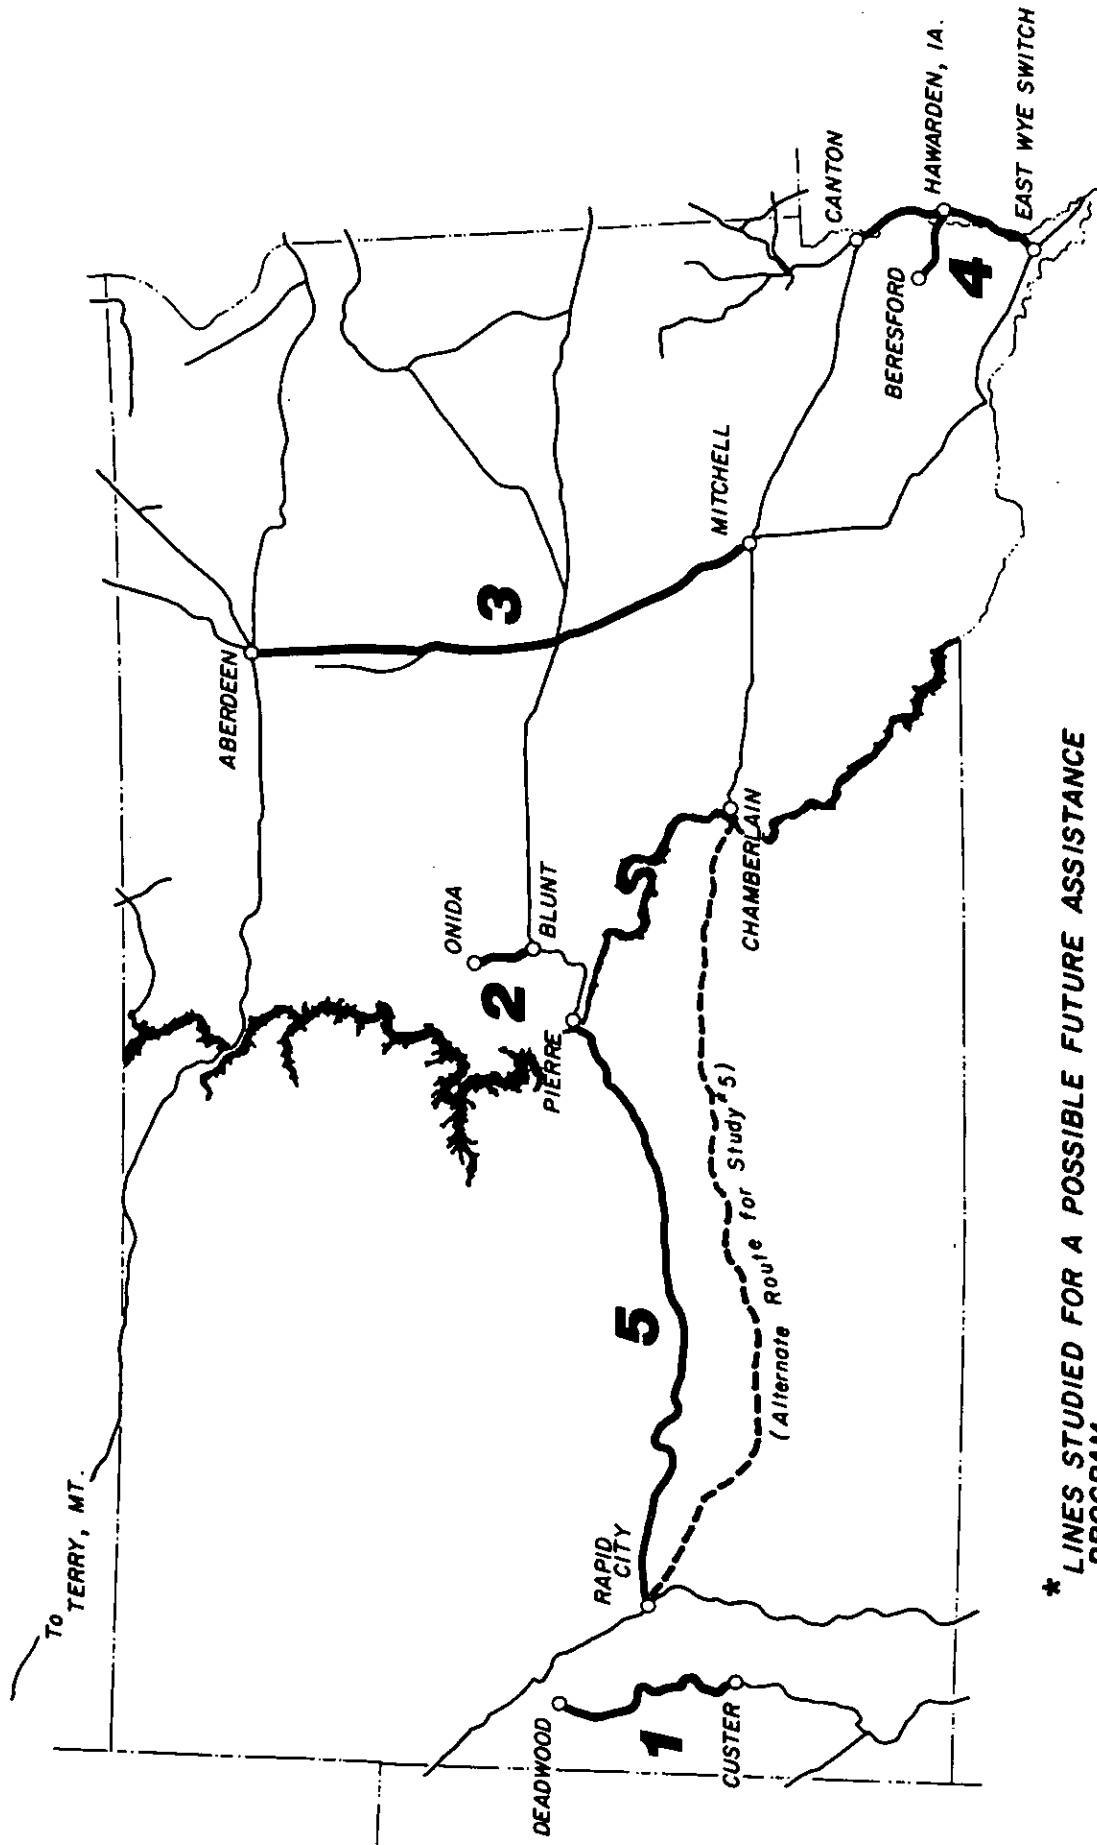 To
TERRY, MT.
ABERDEEN
3
ONIDA
2
BLUNT
PIERRE
5
RAPID
CITY
(Alternate Route for Study #5)
DEADWOOD
1
CUSTER
CHAMBERLAIN
MITCHELL
CANTON
BERESFORD
4
HAWARDEN, IA.
EAST WYE SWITCH
* LINES STUDIED FOR A POSSIBLE FUTURE ASSISTANCE
PROGRAM